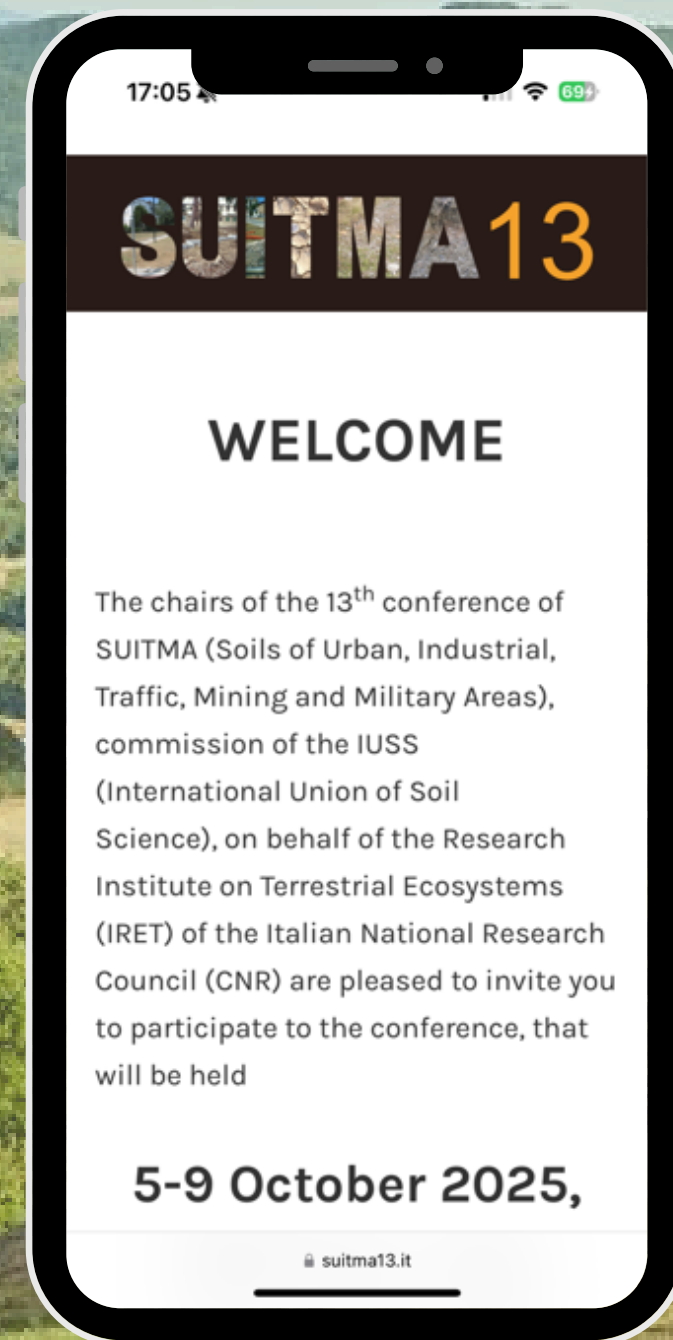 17:05
69
SUITMA13
WELCOME
The chairs of the 13th conference of
SUITMA (Soils of Urban, Industrial,
Traffic, Mining and Military Areas),
commission of the IUSS
(International Union of Soil
Science), on behalf of the Research
Institute on Terrestrial Ecosystems
(IRET) of the Italian National Research
Council (CNR) are pleased to invite you
to participate to the conference, that
will be held
5-9 October 2025,
suitma13.it